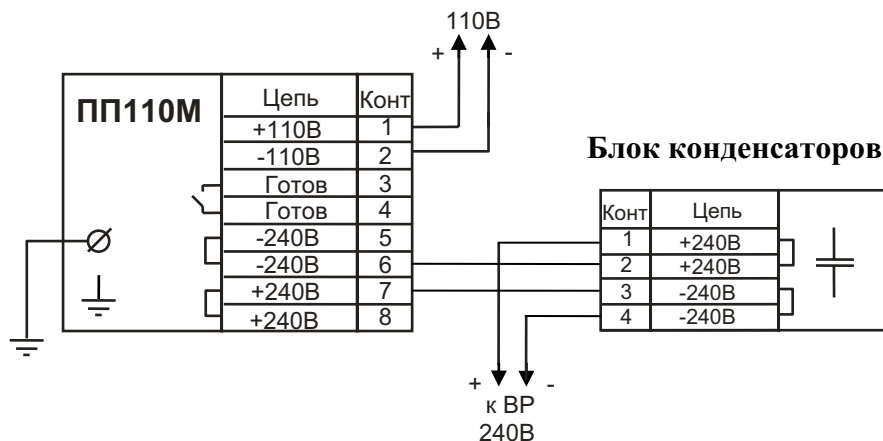 110В
+ -
ПП110М
Цепь Конт
+110В 1
-110В 2
Готов 3
Готов 4
-240В 5
-240В 6
+240В 7
+240В 8
Блок конденсаторов
Конт Цепь
1 +240В
2 +240В
3 -240В
4 -240В
+ -
к ВР
240В